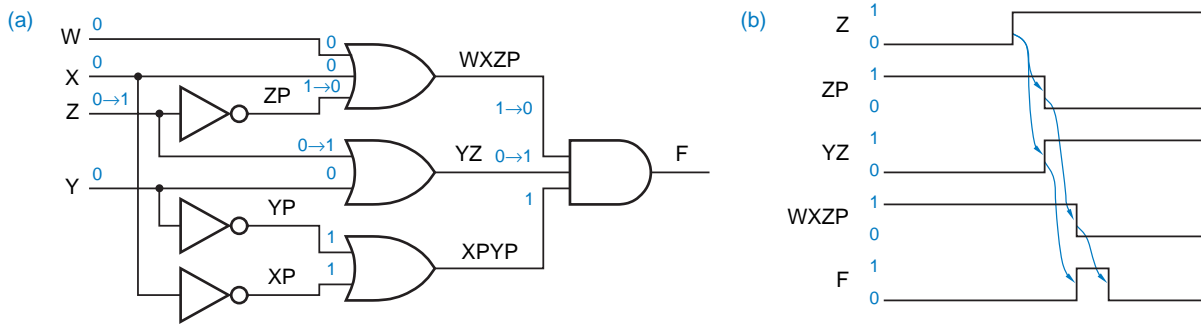 (a)
W 0
X 0
Z 0→1
Y 0
0
0
1→0
ZP
WXZP
1→0
0→1
0
YZ
0→1
F
1
YP
1
1
XP
XPYP
(b)
Z 1 0
ZP 1 0
YZ 1 0
WXZP 1 0
F 1 0